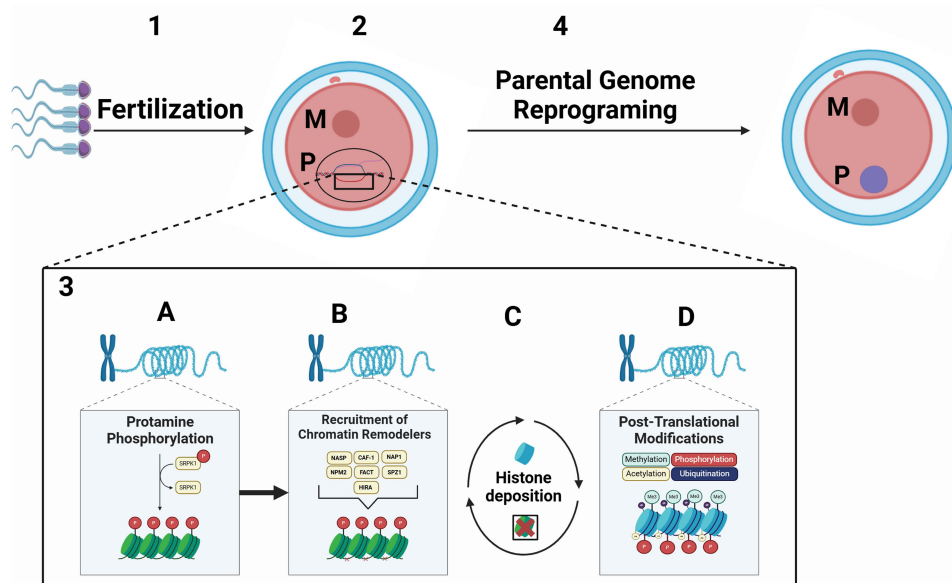 1
2
4
Fertilization
Parental Genome
Reprograming
M
P
M
P
3
A
B
C
D
Protamine
Phosphorylation
SRPK1
P
SRPK1
P P P P
Recruitment of
Chromatin Remodelers
NASP CAF-1 NAP1
NPM2 FACT SPZ1
HIRA
P P P P
Histone
deposition
Post-Translational
Modifications
Methylation Phosphorylation
Acetylation Ubiquitination
Me3 Me3 Me3 Me3
P P P P